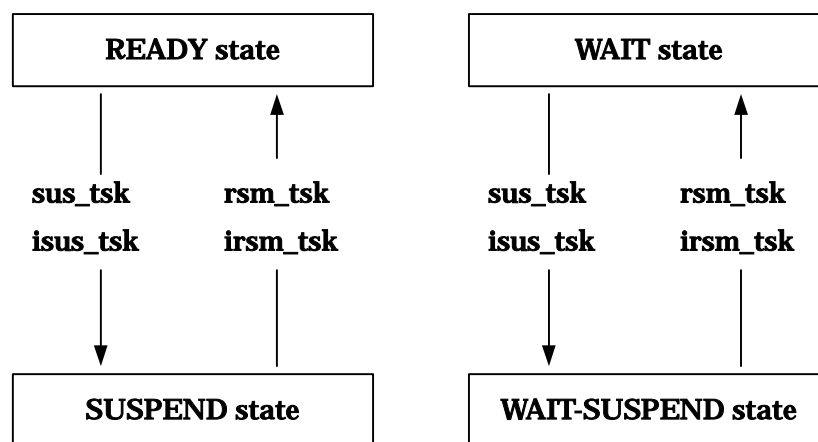 READY state
WAIT state
sus_tsk
rsm_tsk
sus_tsk
rsm_tsk
isus_tsk
irsm_tsk
isus_tsk
irsm_tsk
SUSPEND state
WAIT-SUSPEND state